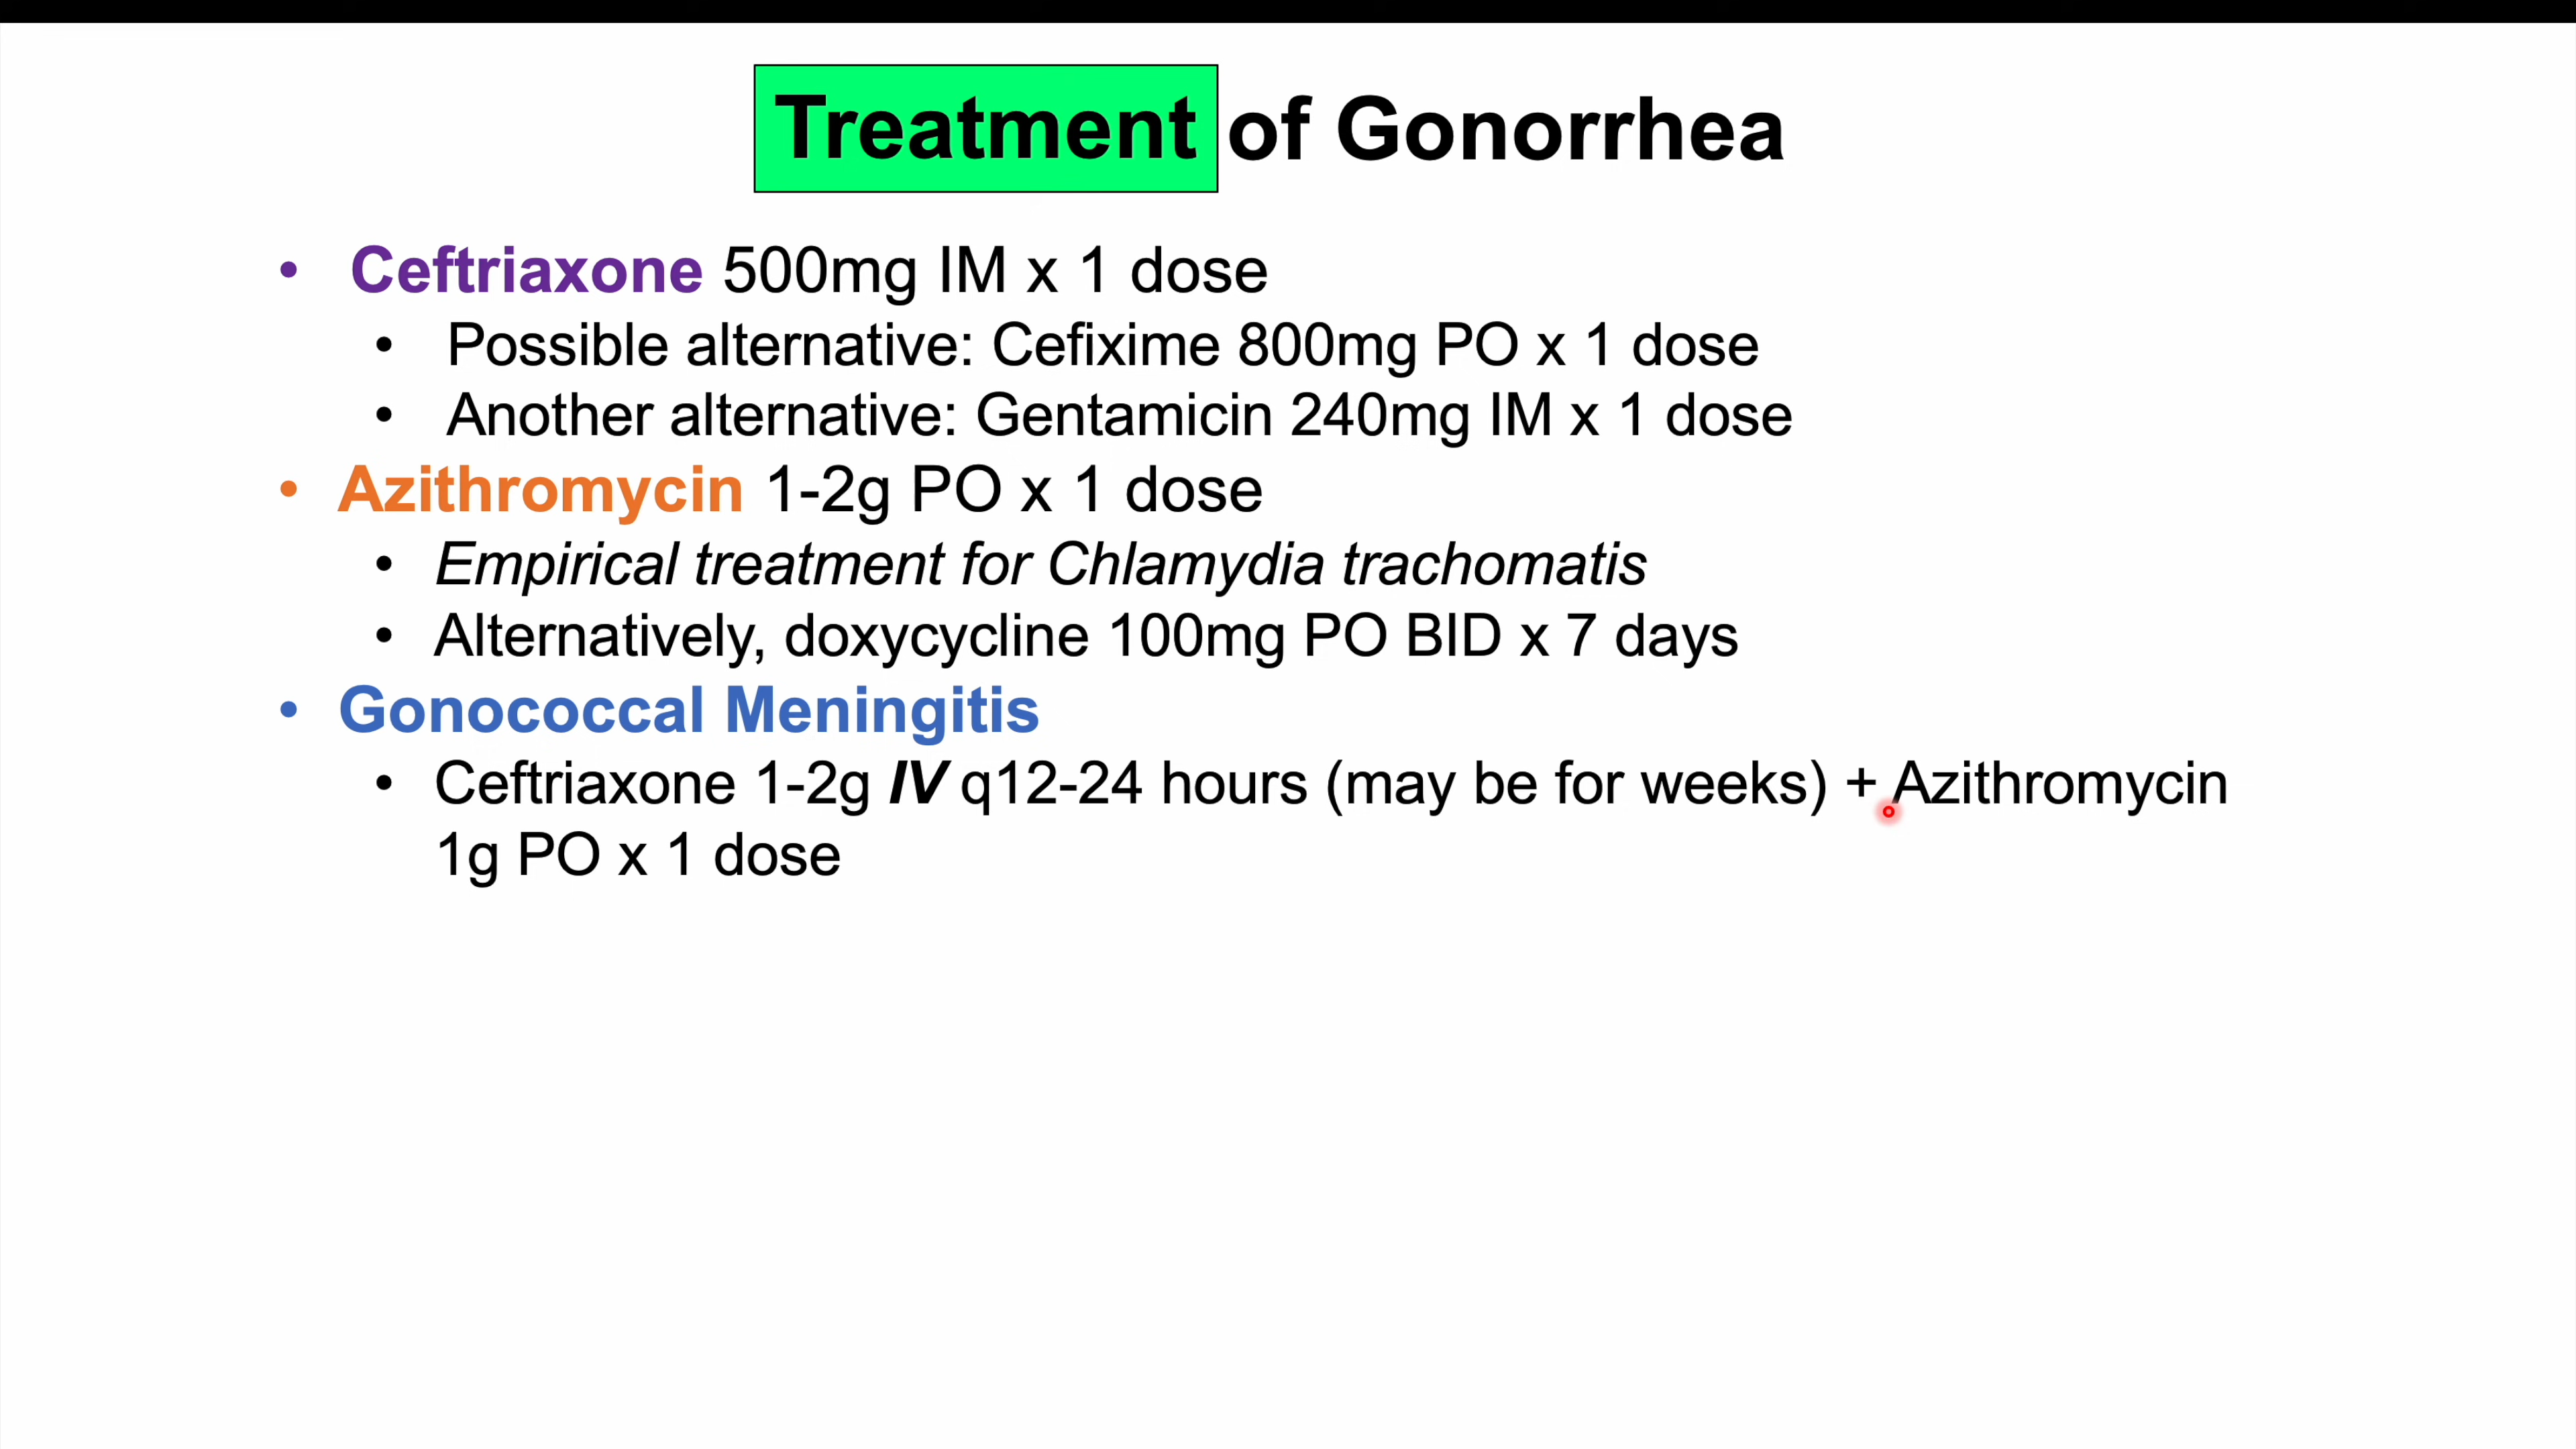 Treatment of Gonorrhea
• Ceftriaxone 500mg IM x 1 dose
• Possible alternative: Cefixime 800mg PO x 1 dose
• Another alternative: Gentamicin 240mg IM x 1 dose
• Azithromycin 1-2g PO x 1 dose
• Empirical treatment for Chlamydia trachomatis
• Alternatively, doxycycline 100mg PO BID x 7 days
• Gonococcal Meningitis
• Ceftriaxone 1-2g IV q12-24 hours (may be for weeks) + Azithromycin
1g PO x 1 dose